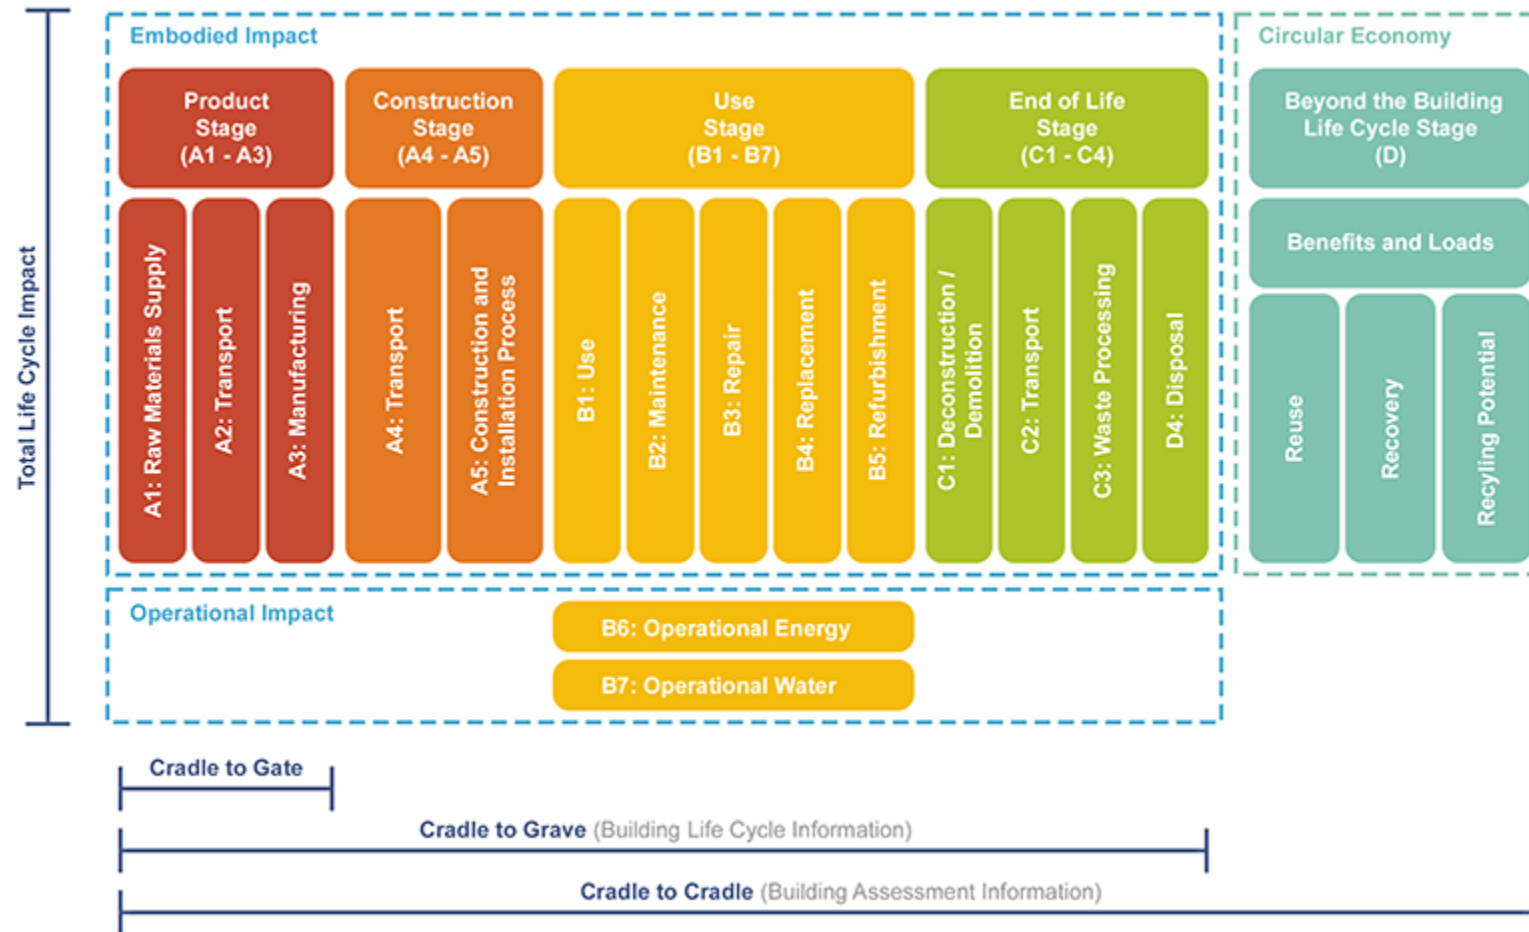 Embodied Impact
Circular Economy
Product
Stage
(A1 - A3)
Construction
Stage
(A4 - A5)
Use
Stage
(B1 - B7)
End of Life
Stage
(C1 - C4)
Beyond the Building
Life Cycle Stage
(D)
Total Life Cycle Impact
A1: Raw Materials Supply
A2: Transport
A3: Manufacturing
A4: Transport
A5: Construction and
Installation Process
B1: Use
B2: Maintenance
B3: Repair
B4: Replacement
B5: Refurbishment
C1: Deconstruction /
Demolition
C2: Transport
C3: Waste Processing
D4: Disposal
Benefits and Loads
Reuse
Recovery
Recyling Potential
Operational Impact
B6: Operational Energy
B7: Operational Water
Cradle to Gate
Cradle to Grave (Building Life Cycle Information)
Cradle to Cradle (Building Assessment Information)